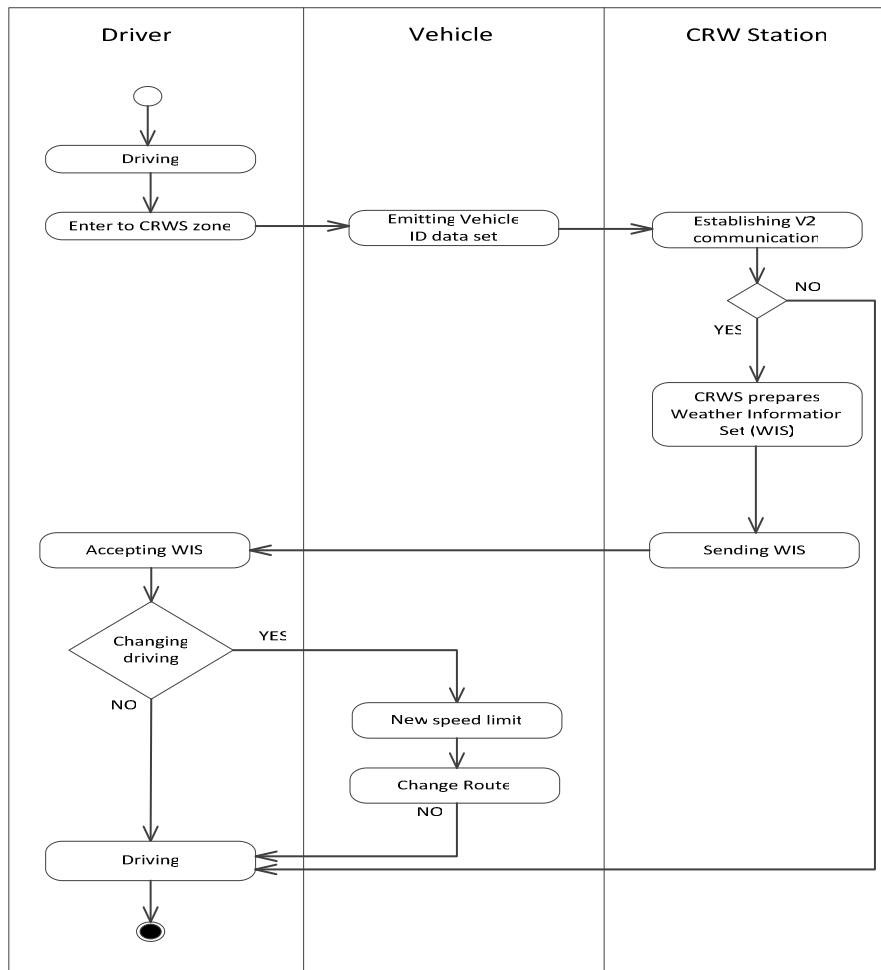 Driver
Vehicle
CRW Station
Driving
Enter to CRWS zone
Emitting Vehicle
ID data set
Establishing V2
communication
NO
YES
CRWS prepares
Weather Information
Set (WIS)
Accepting WIS
Sending WIS
Changing
driving
YES
NO
New speed limit
Change Route
NO
Driving